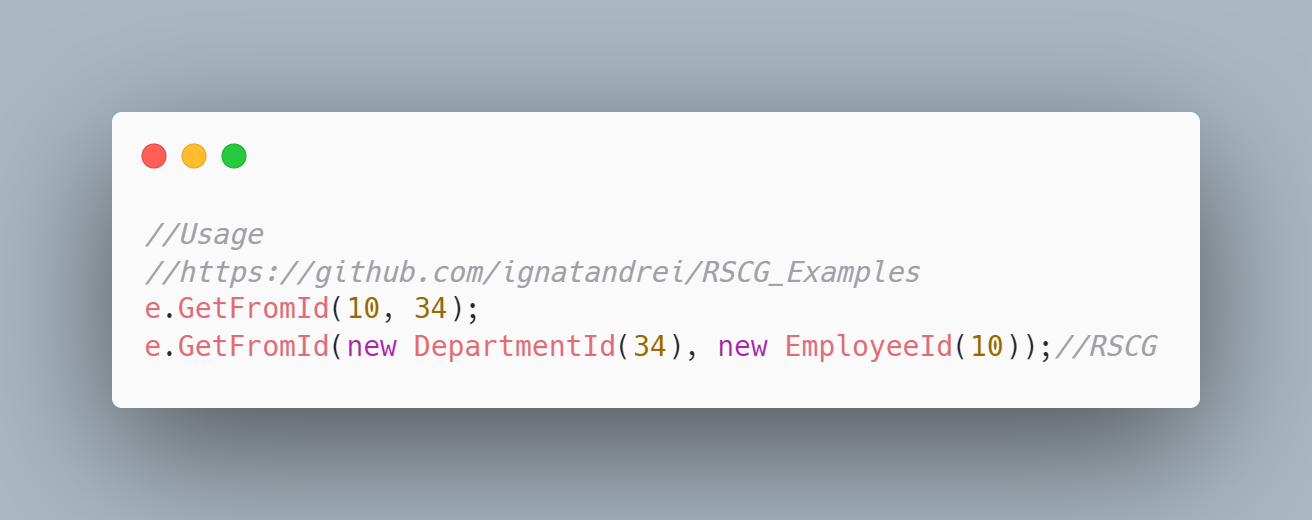 //Usage
//https://github.com/ignatandrei/RSCG_Examples
e.GetFromId(10, 34);
e.GetFromId(new DepartmentId(34), new EmployeeId(10));//RSCG